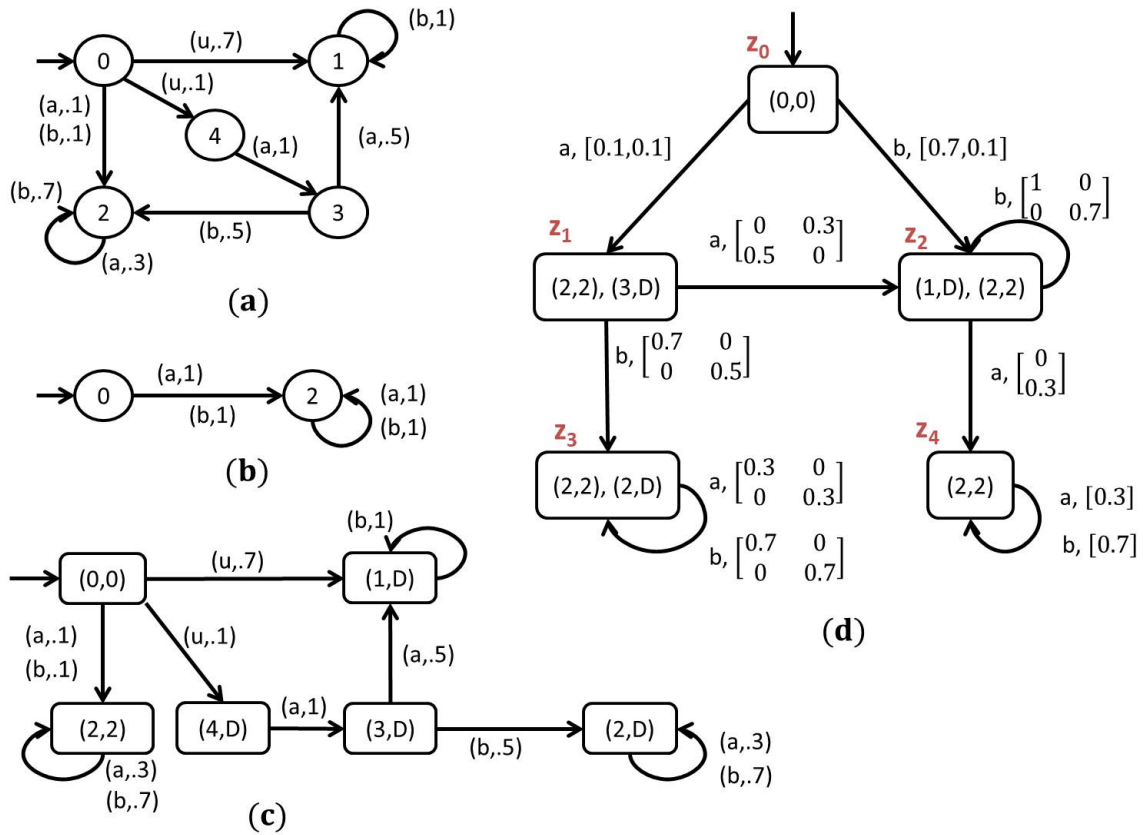 (b,1)
0
(u,.7)
1
(u,.1)
(a,.1)
(b,.1)
4
(a,1)
(a,.5)
(b,.7)
2
(b,.5)
3
(a,.3)
(a)
0
(a,1)
(b,1)
2
(a,1)
(b,1)
(b)
(b,1)
(0,0)
(u,.7)
(1,D)
(a,.1)
(b,.1)
(u,.1)
(a,.5)
(2,2)
(4,D)
(a,1)
(3,D)
(b,.5)
(2,D)
(a,.3)
(b,.7)
(a,.3)
(b,.7)
(c)
z0
(0,0)
a, [0.1,0.1]
b, [0.7,0.1]
b, [1 0
0 0.7]
z1
a, [0 0.3
0.5 0]
z2
(2,2), (3,D)
(1,D), (2,2)
b, [0.7 0
0 0.5]
a, [0
0.3]
z3
z4
(2,2), (2,D)
a, [0.3 0
0 0.3]
b, [0.7 0
0 0.7]
(2,2)
a, [0.3]
b, [0.7]
(d)